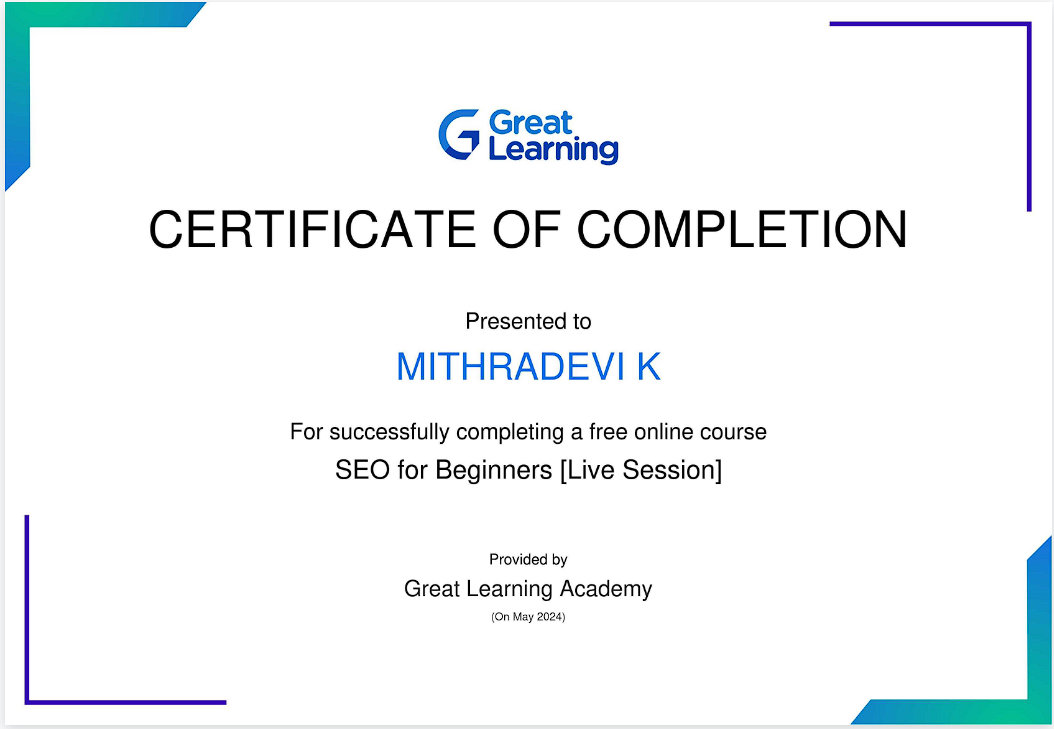 Great
Learning
CERTIFICATE OF COMPLETION
Presented to
MITHRADEVI K
For successfully completing a free online course
SEO for Beginners [Live Session]
Provided by
Great Learning Academy
(On May 2024)